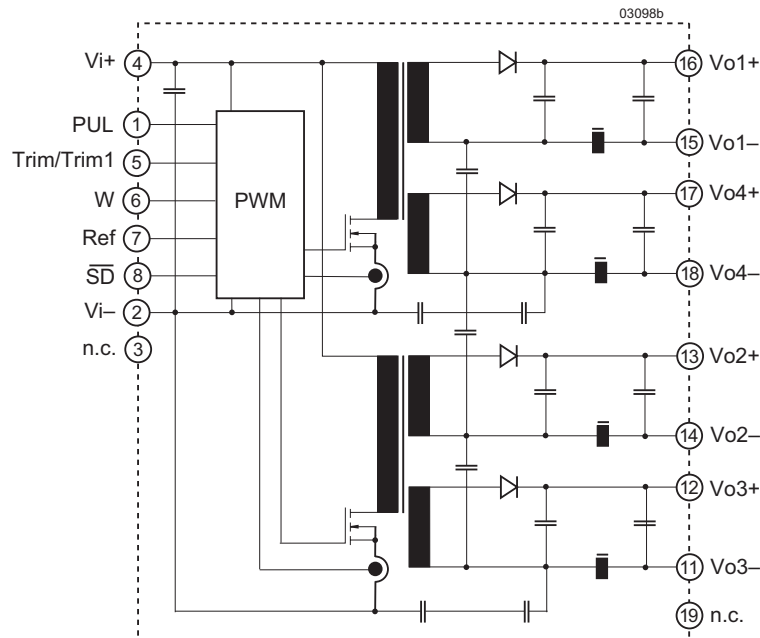 03098b
Vi+ 4
16 Vo1+
PUL 1
15 Vo1–
Trim/Trim1 5
W 6
PWM
17 Vo4+
Ref 7
SD 8
18 Vo4–
Vi– 2
n.c. 3
13 Vo2+
14 Vo2–
12 Vo3+
11 Vo3–
19 n.c.